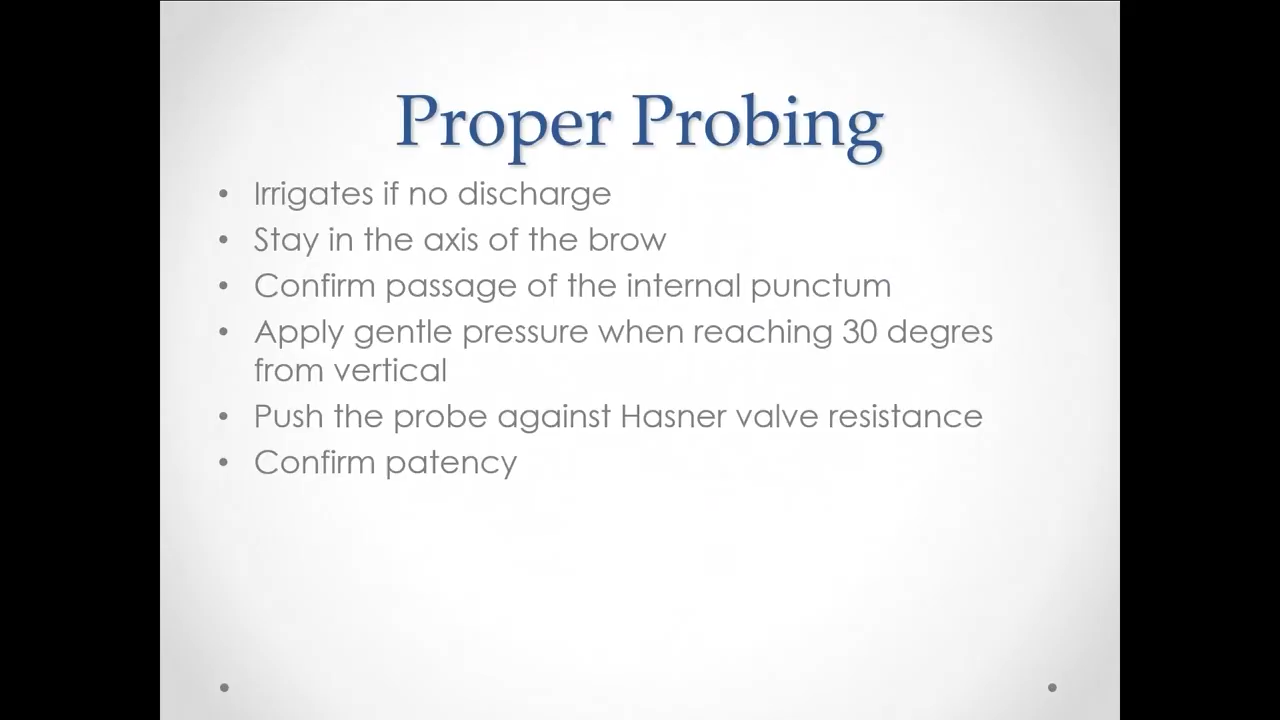 Proper Probing
• Irrigates if no discharge
• Stay in the axis of the brow
• Confirm passage of the internal punctum
• Apply gentle pressure when reaching 30 degres
from vertical
• Push the probe against Hasner valve resistance
• Confirm patency